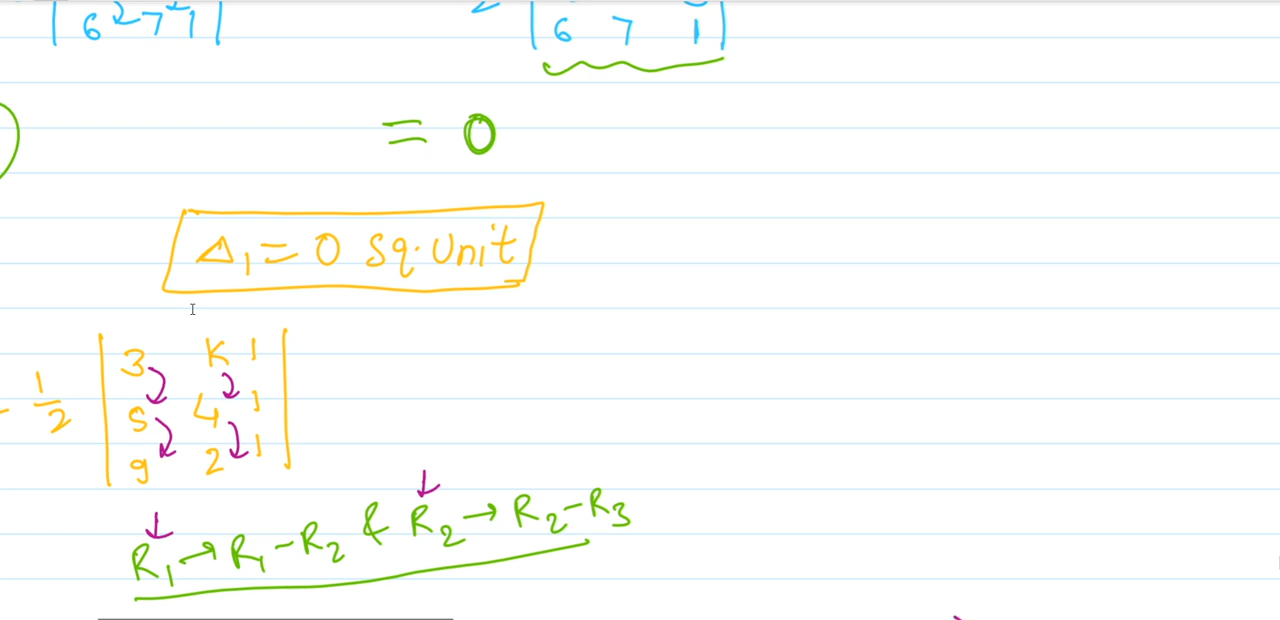 | 6 7 1 | | 6 7 1 |
= 0
Δ₁ = 0 sq.unit
| 3 K 1 |
- 1/2 | 5 4 1 |
| 9 2 1 |
R₁ → R₁ - R₂ & R₂ → R₂ - R₃